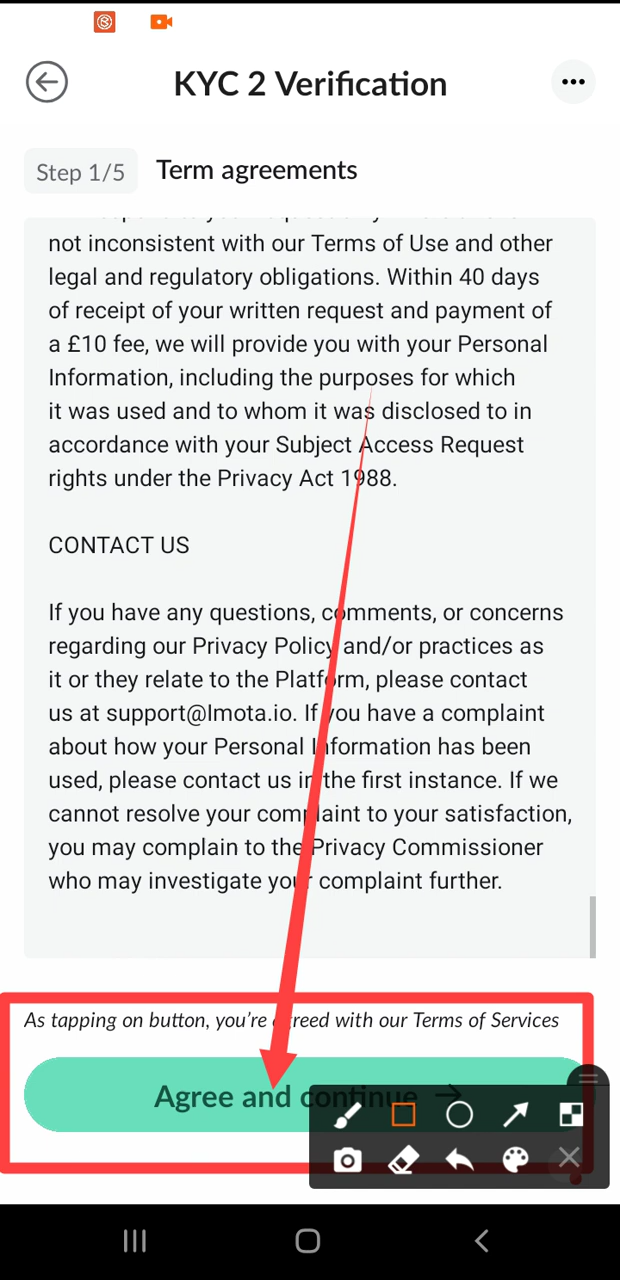 KYC 2 Verification
Step 1/5 Term agreements
not inconsistent with our Terms of Use and other
legal and regulatory obligations. Within 40 days
of receipt of your written request and payment of
a £10 fee, we will provide you with your Personal
Information, including the purposes for which
it was used and to whom it was disclosed to in
accordance with your Subject Access Request
rights under the Privacy Act 1988.
CONTACT US
If you have any questions, comments, or concerns
regarding our Privacy Policy and/or practices as
it or they relate to the Platform, please contact
us at support@lmota.io. If you have a complaint
about how your Personal Information has been
used, please contact us in the first instance. If we
cannot resolve your complaint to your satisfaction,
you may complain to the Privacy Commissioner
who may investigate your complaint further.
As tapping on button, you're agreed with our Terms of Services
Agree and continue